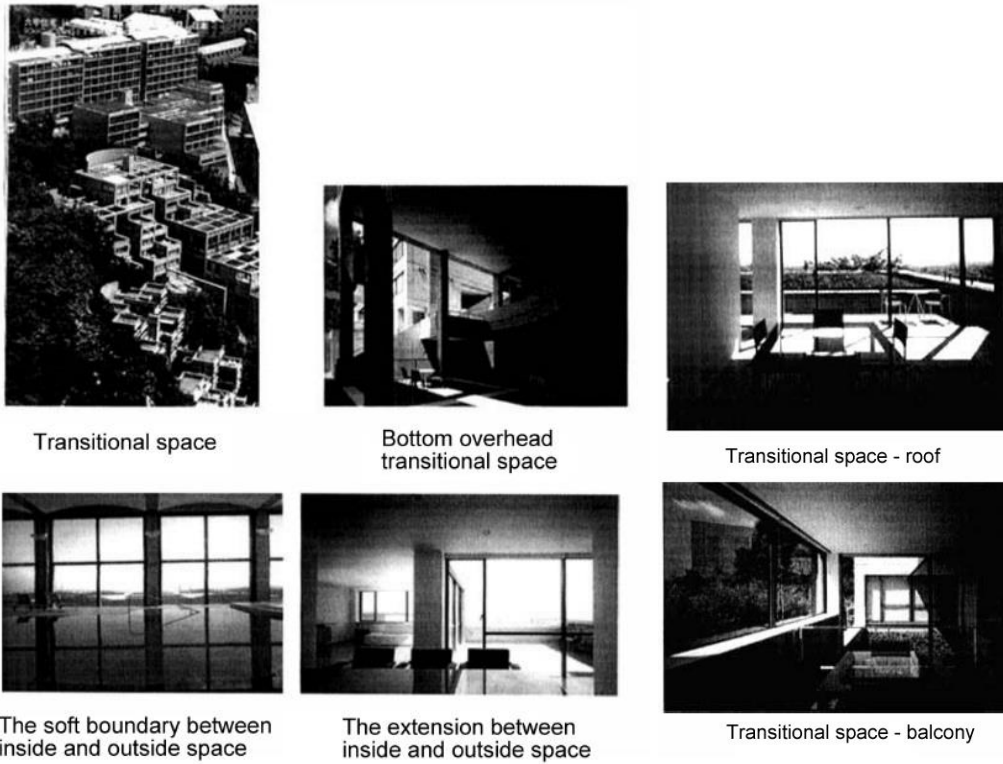 Transitional space
Bottom overhead
transitional space
Transitional space - roof
The soft boundary between
inside and outside space
The extension between
inside and outside space
Transitional space - balcony